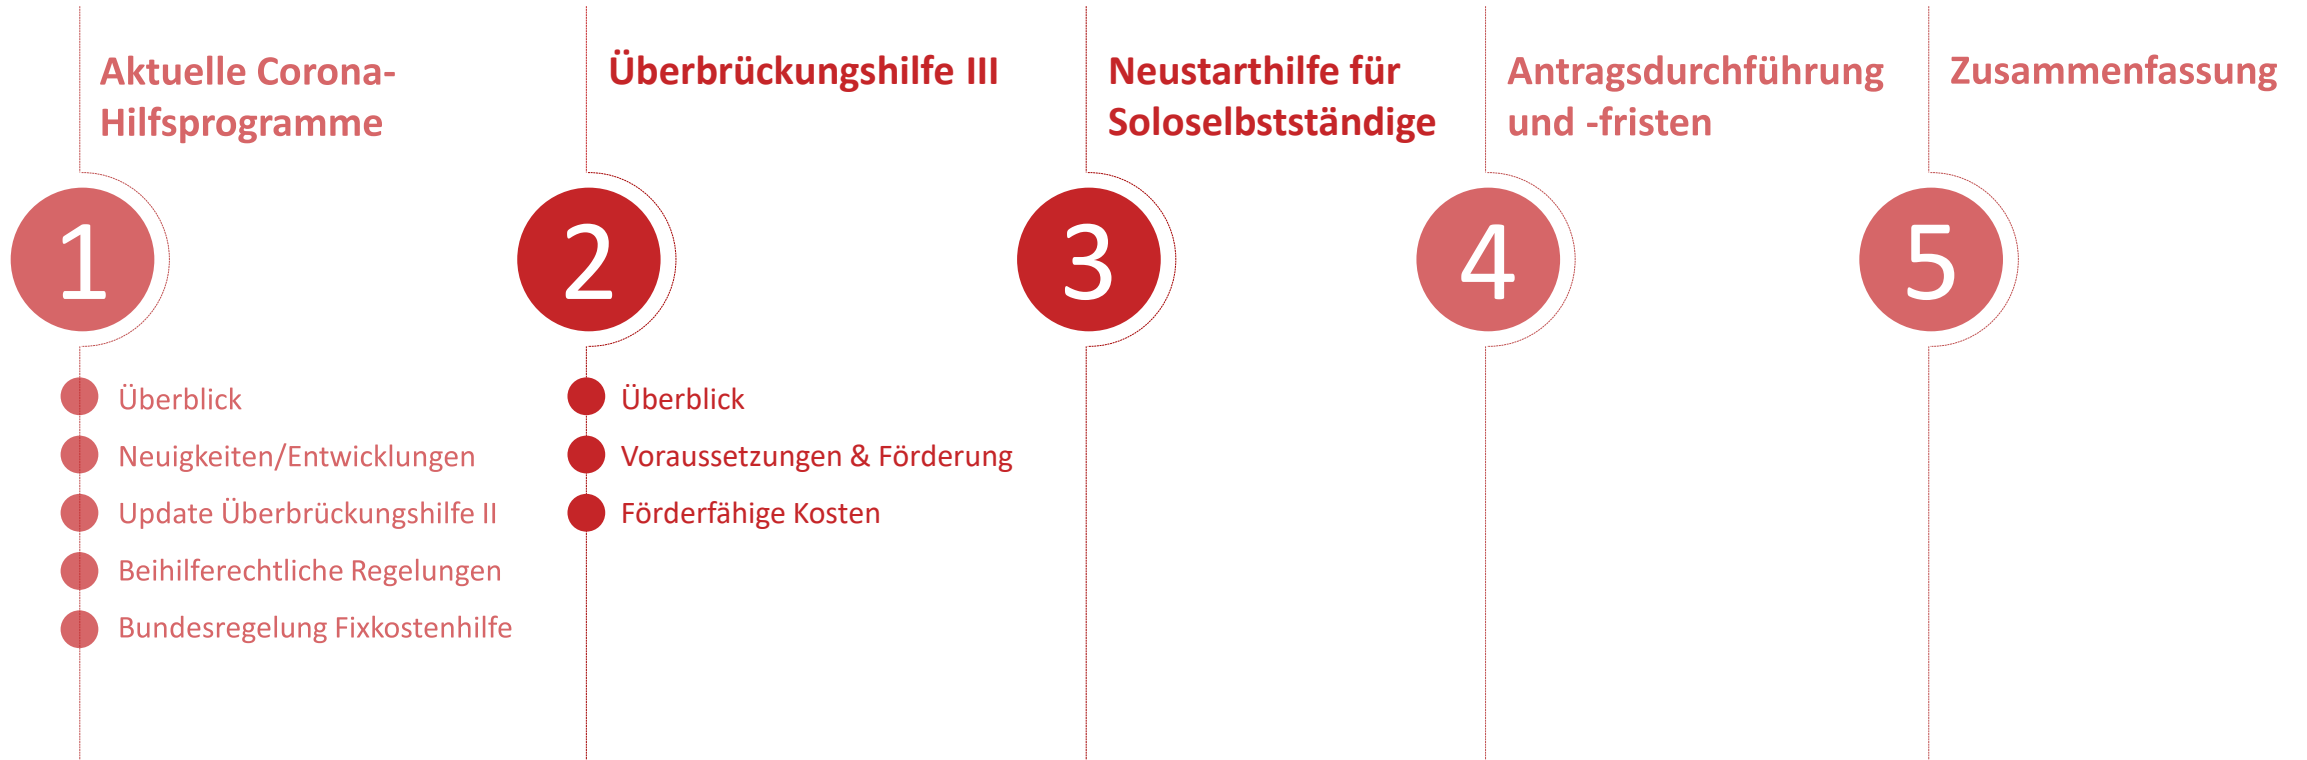 Aktuelle Corona-
Hilfsprogramme
1
Überblick
Neuigkeiten/Entwicklungen
Update Überbrückungshilfe II
Beihilferechtliche Regelungen
Bundesregelung Fixkostenhilfe
Überbrückungshilfe III
2
Überblick
Voraussetzungen & Förderung
Förderfähige Kosten
Neustarthilfe für
Soloselbstständige
3
Antragsdurchführung
und -fristen
4
Zusammenfassung
5